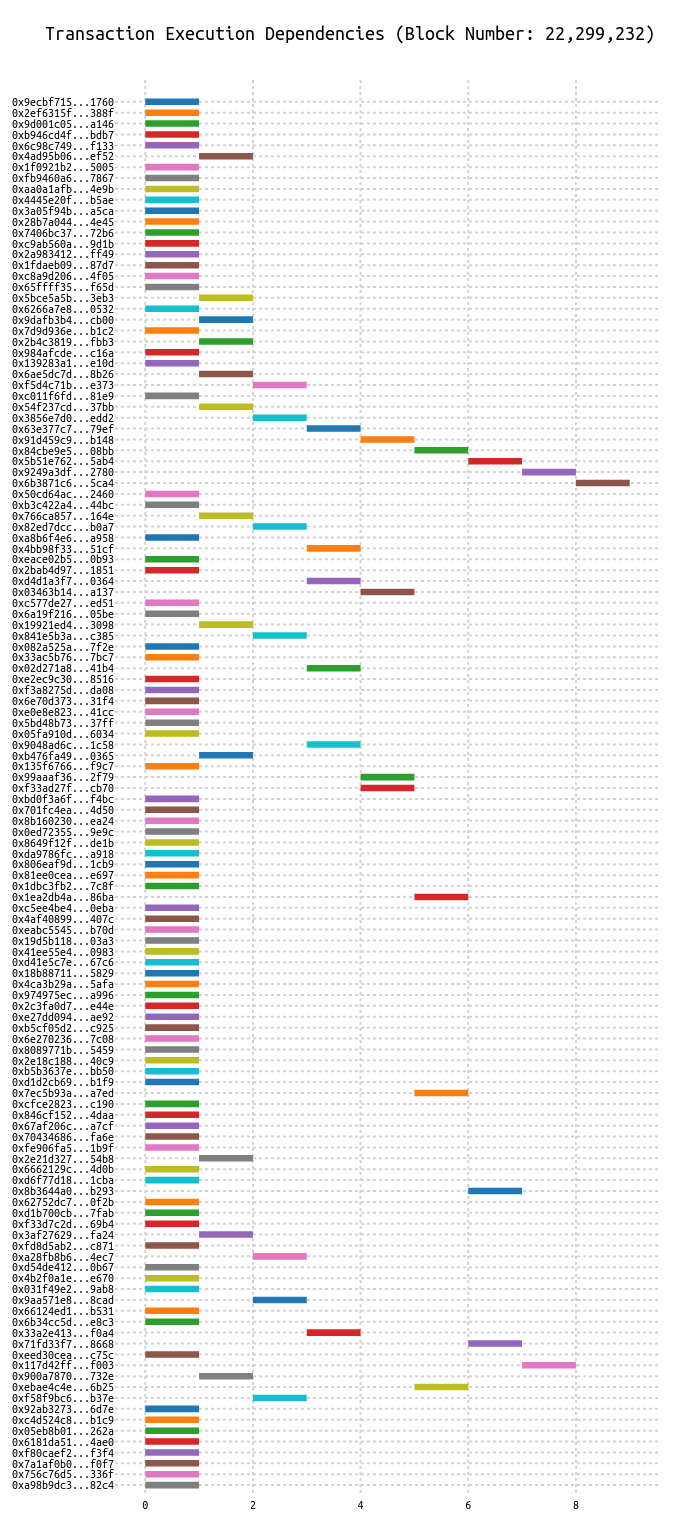 Transaction Execution Dependencies (Block Number: 22,299,232)
0x9ecbf715...1760
0x2ef6315f...388f
0x9d001c05...a146
0xb946cd4f...bdb7
0x6c98c749...f133
0x4ad95b06...ef52
0x1f0921b2...5005
0xfb9460a6...7867
0xaa0a1afb...4e9b
0x4445e20f...b5ae
0x3a05f94b...a5ca
0x28b7a044...4e45
0x7406bc37...72b6
0xc9ab560a...9d1b
0x2a983412...ff49
0x1fdaeb09...87d7
0xc8a9d206...4f05
0x65ffff35...f65d
0x5bce5a5b...3eb3
0x6266a7e8...0532
0x9dafb3b4...cb00
0x7d9d936e...b1c2
0x2b4c3819...fbb3
0x984afcde...c16a
0x139283a1...e10d
0x6ae5dc7d...8b26
0xf5d4c71b...e373
0xc011f6fd...81e9
0x54f237cd...37bb
0x3856e7d0...edd2
0x63e377c7...79ef
0x91d459c9...b148
0x84cbe9e5...08bb
0x5b51e762...5ab4
0x9249a3df...2780
0x6b3871c6...5ca4
0x50cd64ac...2460
0xb3c422a4...44bc
0x766ca857...164e
0x82ed7dcc...b0a7
0xa8b6f4e6...a958
0x4bb98f33...51cf
0xeace02b5...0b93
0x2bab4d97...1851
0xd4d1a3f7...0364
0x03463b14...a137
0xc577de27...ed51
0x6a19f216...05be
0x19921ed4...3098
0x841e5b3a...c385
0x082a525a...7f2e
0x33ac5b76...7bc7
0x02d271a8...41b4
0xe2ec9c30...8516
0xf3a8275d...da08
0x6e70d373...31f4
0xe0e8e823...41cc
0x5bd48b73...37ff
0x05fa910d...6034
0x9048ad6c...1c58
0xb476fa49...0365
0x135f6766...f9c7
0x99aaaf36...2f79
0xf33ad27f...cb70
0xbd0f3a6f...f4bc
0x701fc4ea...4d50
0x8b160230...ea24
0x0ed72355...9e9c
0x8649f12f...de1b
0xda9786fc...a918
0x806eaf9d...1cb9
0x81ee0cea...e697
0x1dbc3fb2...7c8f
0x1ea2db4a...86ba
0xc5ee4be4...0eba
0x4af40899...407c
0xeabc5545...b70d
0x19d5b118...03a3
0x41ee55e4...0983
0xd41e5c7e...67c6
0x18b88711...5829
0x4ca3b29a...5afa
0x974975ec...a996
0x2c3fa0d7...e44e
0xe27dd094...ae92
0xb5cf05d2...c925
0x6e270236...7c08
0x8089771b...5459
0x2e18c188...40c9
0xb5b3637e...bb50
0xd1d2cb69...b1f9
0x7ec5b93a...a7ed
0xcfce2823...c190
0x846cf152...4daa
0x67af206c...a7cf
0x70434686...fa6e
0xfe906fa5...1b9f
0x2e21d327...54b8
0x6662129c...4d0b
0xd6f77d18...1cba
0x8b3644a0...b293
0x62752dc7...0f2b
0xd1b700cb...7fab
0xf33d7c2d...69b4
0x3af27629...fa24
0xfd8d5ab2...c871
0xa28fb8b6...4ec7
0xd54de412...0b67
0x4b2f0a1e...e670
0x031f49e2...9ab8
0x9aa571e8...8cad
0x66124ed1...b531
0x6b34cc5d...e8c3
0x33a2e413...f0a4
0x71fd33f7...8668
0xeed30cea...c75c
0x117d42ff...f003
0x900a7870...732e
0xebae4c4e...6b25
0xf58f9bc6...b37e
0x92ab3273...6d7e
0xc4d524c8...b1c9
0x05eb8b01...262a
0x6181da51...4ae0
0xf80caef2...f3f4
0x7a1af0b0...f0f7
0x756c76d5...336f
0xa98b9dc3...82c4
0 2 4 6 8